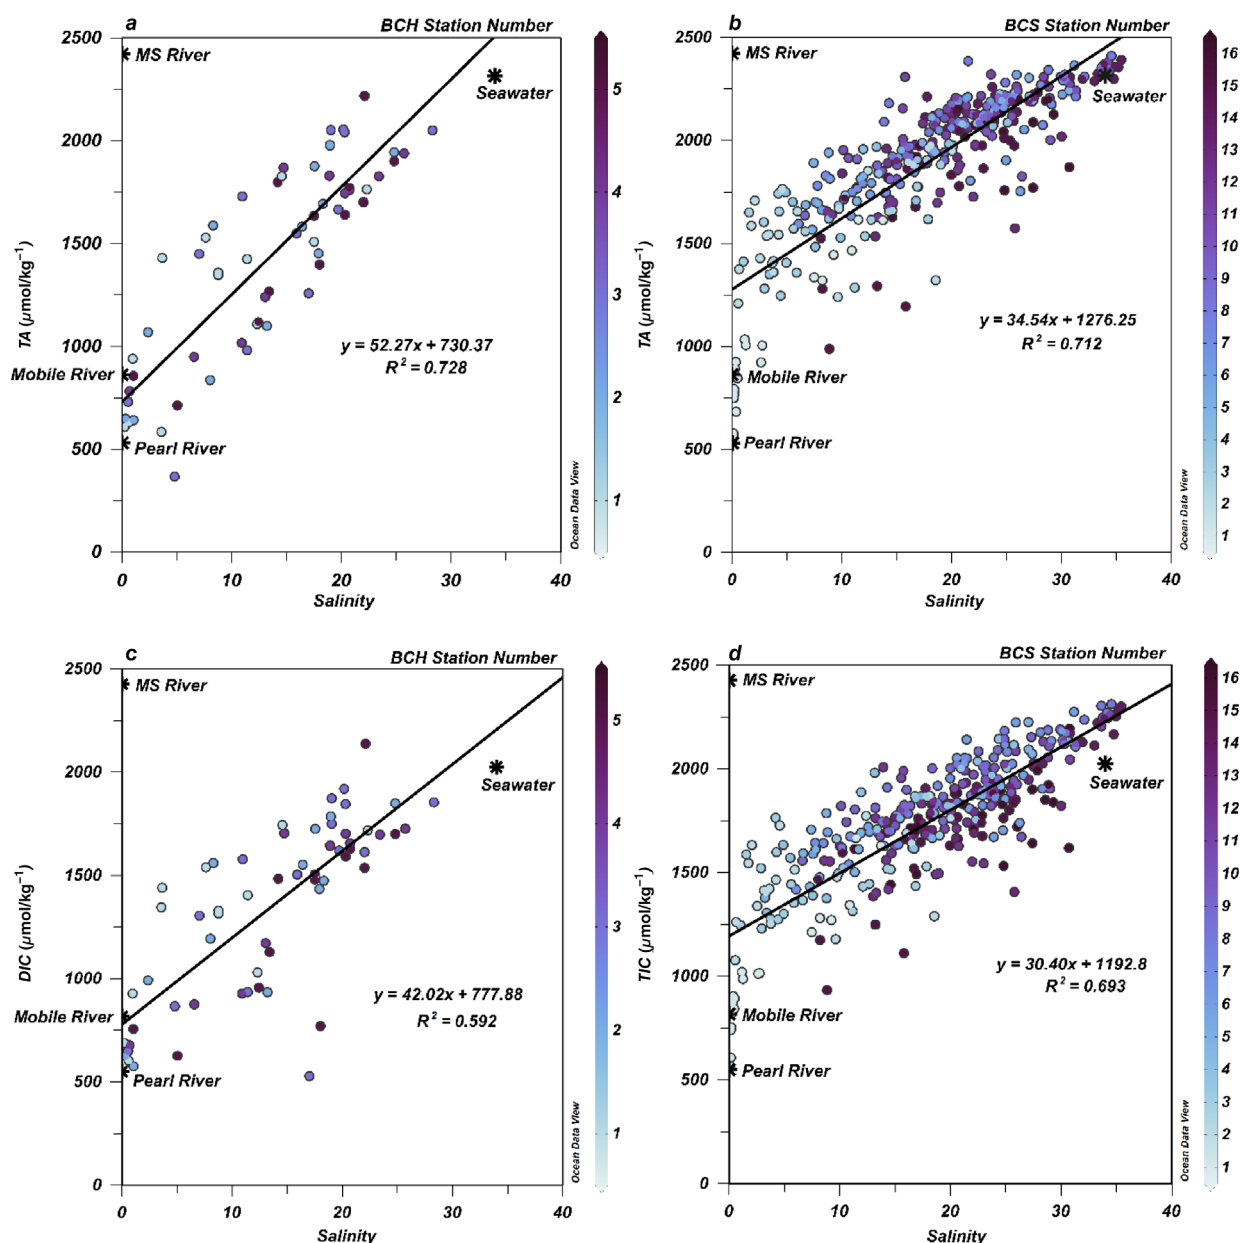 a
BCH Station Number
2500
2000
1500
1000
500
0
TA (µmol/kg⁻¹)
MS River
Seawater
Mobile River
Pearl River
y = 52.27x + 730.37
R² = 0.728
Ocean Data View
0 10 20 30 40
Salinity
5
4
3
2
1
b
BCS Station Number
2500
2000
1500
1000
500
0
TA (µmol/kg⁻¹)
MS River
Seawater
Mobile River
Pearl River
y = 34.54x + 1276.25
R² = 0.712
Ocean Data View
0 10 20 30 40
Salinity
16
15
14
13
12
11
10
9
8
7
6
5
4
3
2
1
c
BCH Station Number
2500
2000
1500
1000
500
0
DIC (µmol/kg⁻¹)
MS River
Seawater
Mobile River
Pearl River
y = 42.02x + 777.88
R² = 0.592
Ocean Data View
0 10 20 30 40
Salinity
5
4
3
2
1
d
BCS Station Number
2500
2000
1500
1000
500
0
TIC (µmol/kg⁻¹)
MS River
Seawater
Mobile River
Pearl River
y = 30.40x + 1192.8
R² = 0.693
Ocean Data View
0 10 20 30 40
Salinity
16
15
14
13
12
11
10
9
8
7
6
5
4
3
2
1